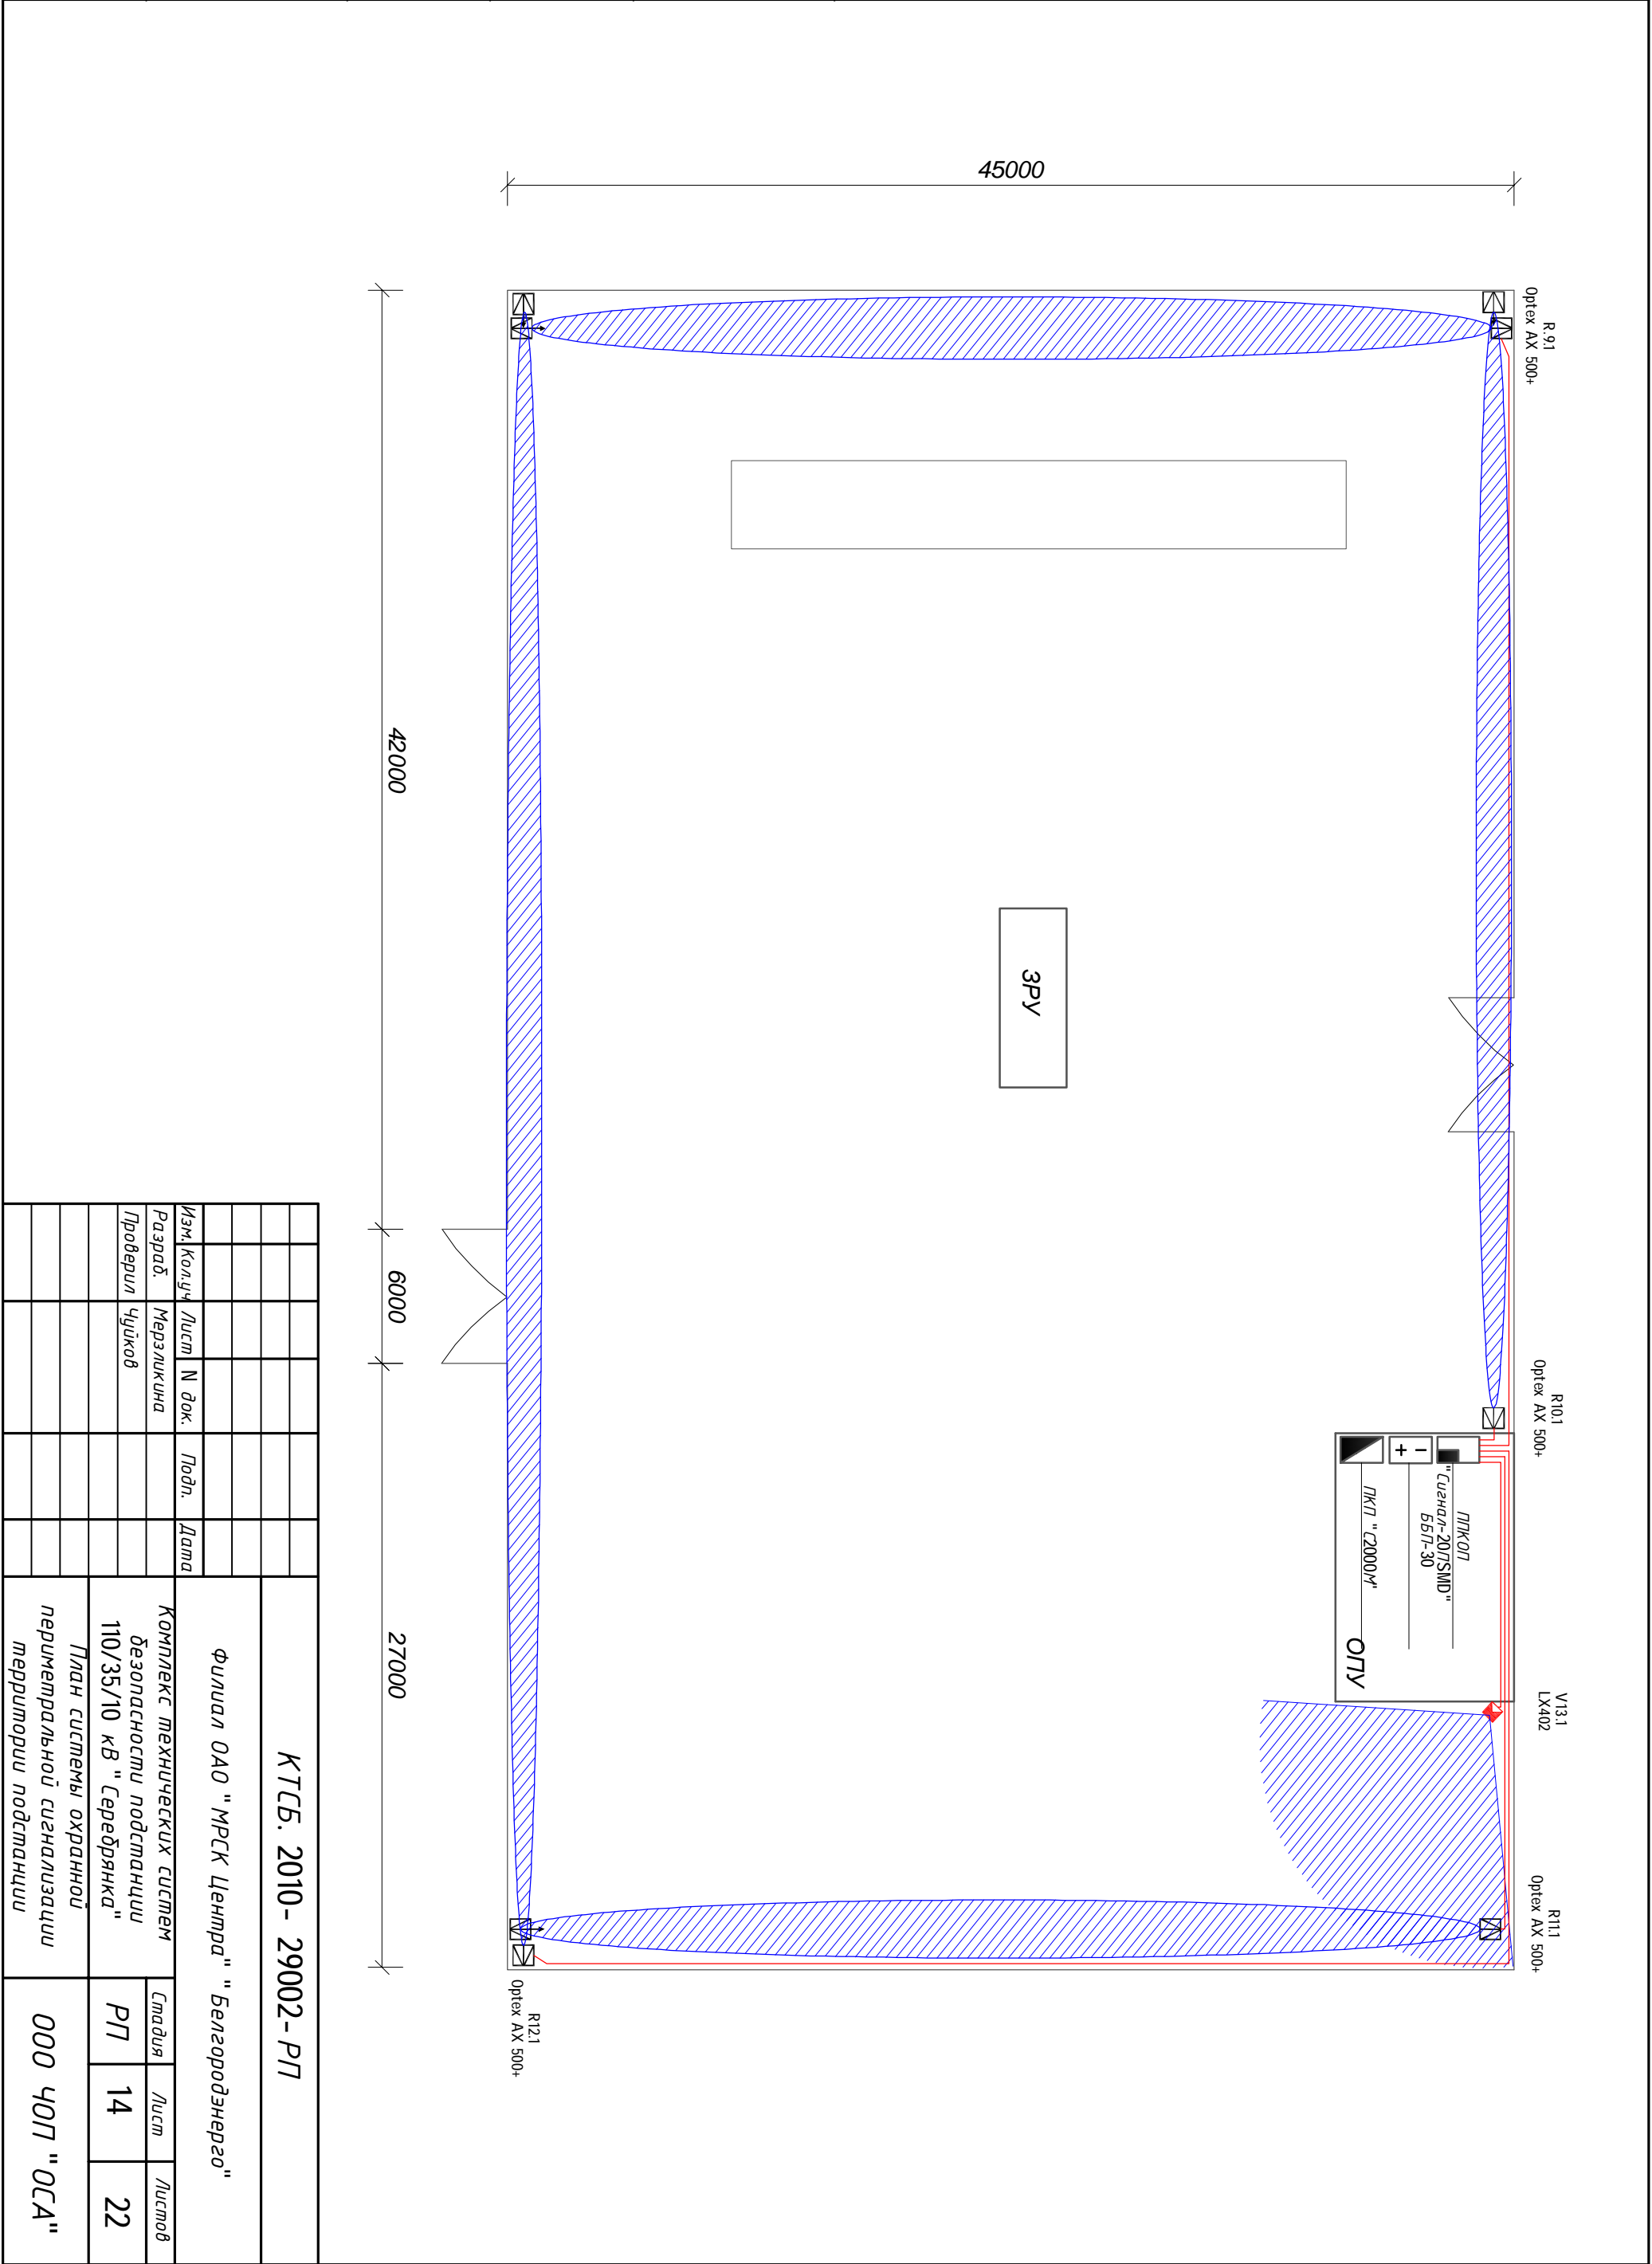 R.9.1
Optex AX 500+
R10.1
Optex AX 500+
V13.1
LX402
R11.1
Optex AX 500+
ППКОП
"Сигнал-20ПSMD"
ББП-30
ПКП "С2000М"
ОПУ
- +
45000
ЗРУ
R12.1
Optex AX 500+
42000
6000
27000
КТСБ. 2010- 29002- РП
Филиал ОАО "МРСК Центра" "Белгородэнерго"
Изм. Кол.уч Лист N док. Подп. Дата
Разраб. Мерзликина
Проверил Чуйков
Комплекс технических систем
безопасности подстанции
110/35/10 кВ "Серебрянка"
Стадия Лист Листов
РП 14 22
План системы охранной
периметральной сигнализации
территории подстанции
ООО ЧОП "ОСА"